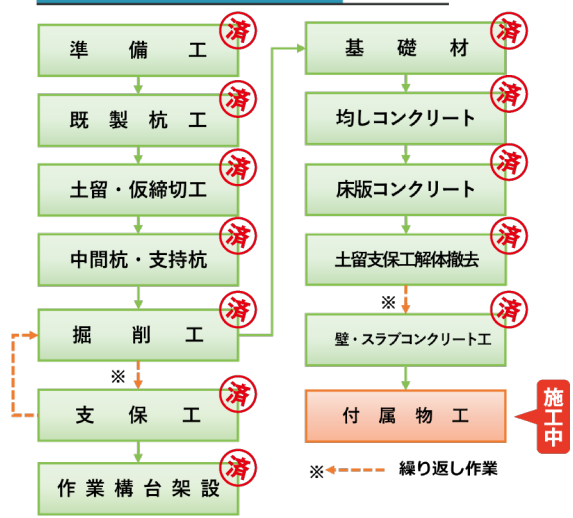 準備工
済
既製杭工
済
土留・仮締切工
済
中間杭・支持杭
済
掘削工
済
※
支保工
済
作業構台架設
済
基礎材
済
均しコンクリート
済
床版コンクリート
済
土留支保工解体撤去
済
※
壁・スラブコンクリート工
済
付属物工
施工中
※ 繰り返し作業